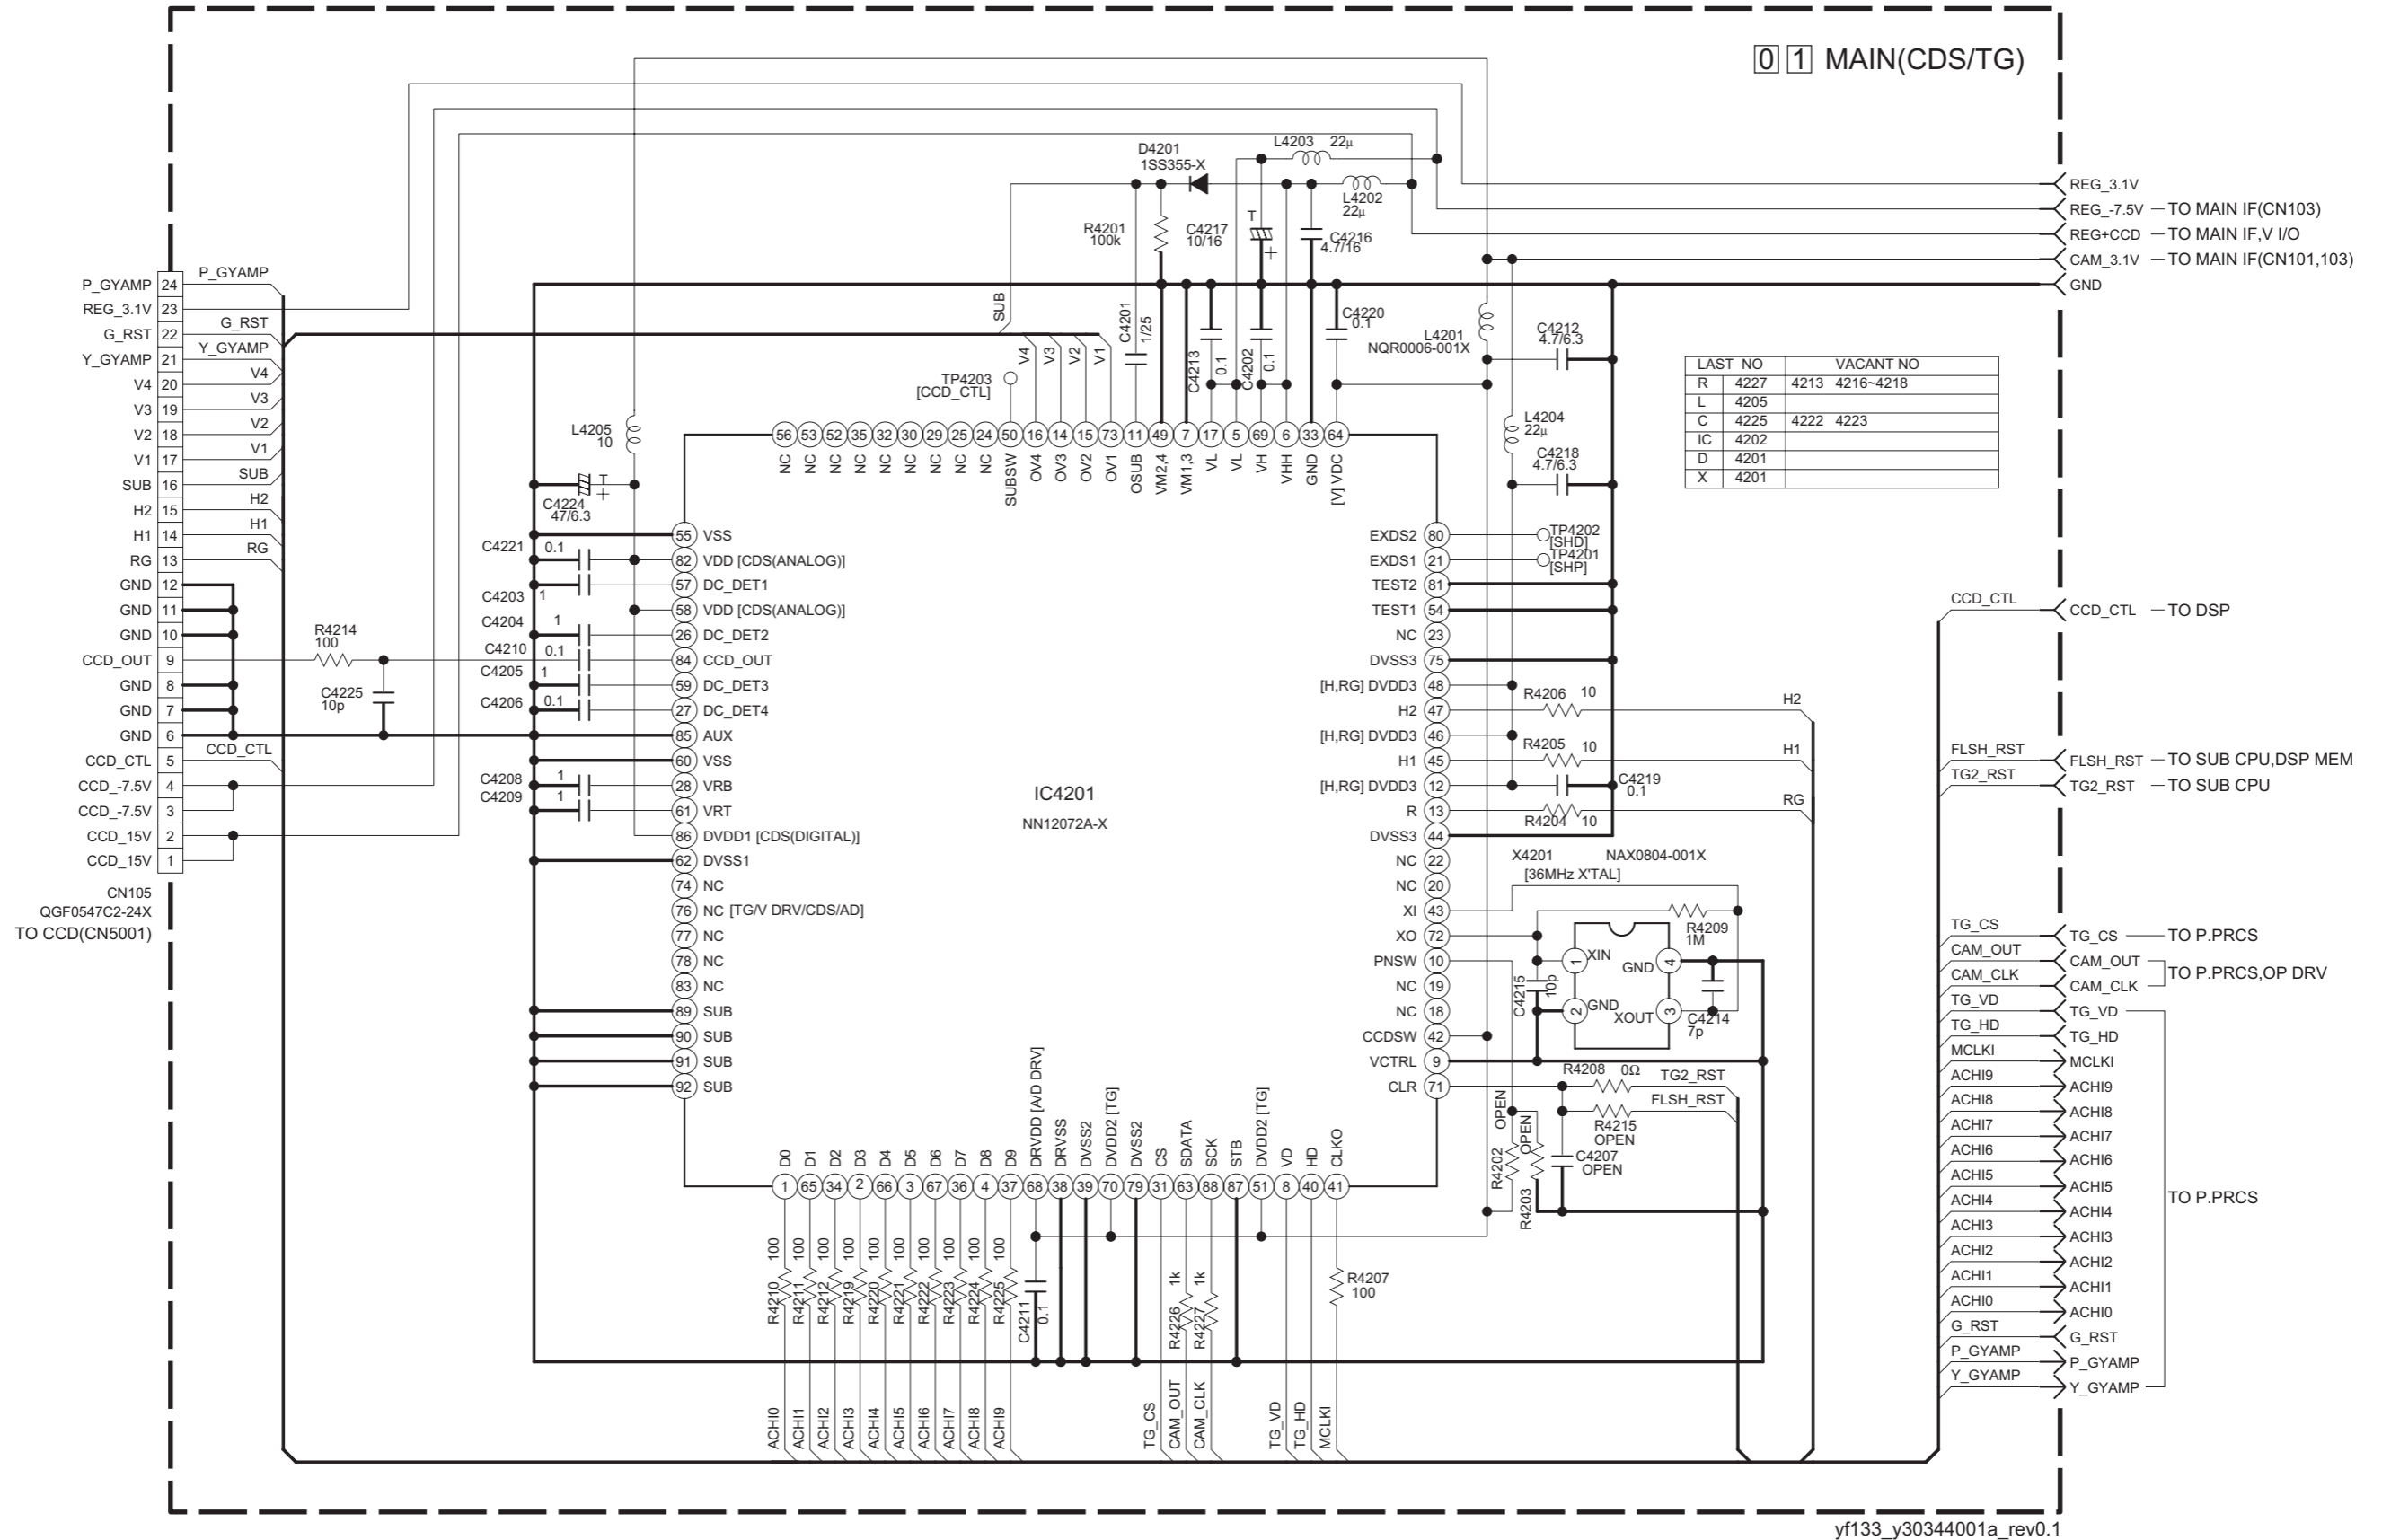 0 1 MAIN(CDS/TG)
D4201
1SS355-X
L4203 22µ
L4202
22µ
R4201
100k
C4217
10/16
T
+
C4216
4.7/16
REG_3.1V
REG_-7.5V TO MAIN IF(CN103)
REG+CCD TO MAIN IF,V I/O
CAM_3.1V TO MAIN IF(CN101,103)
GND
P_GYAMP 24 P_GYAMP
REG_3.1V 23
G_RST 22 G_RST
Y_GYAMP 21 Y_GYAMP
V4 20 V4
V3 19 V3
V2 18 V2
V1 17 V1
SUB 16 SUB
H2 15 H2
H1 14 H1
RG 13 RG
GND 12
GND 11
GND 10
CCD_OUT 9
GND 8
GND 7
GND 6
CCD_CTL 5 CCD_CTL
CCD_-7.5V 4
CCD_-7.5V 3
CCD_15V 2
CCD_15V 1
CN105
QGF0547C2-24X
TO CCD(CN5001)
R4214
100
C4225
10p
SUB
V4
V3
V2
V1
C4201
1/25
C4213
0.1
C4202
0.1
C4220
0.1
L4201
NQR0006-001X
C4212
4.7/6.3
TP4203
[CCD_CTL]
L4204
22µ
C4218
4.7/6.3
LAST NO VACANT NO
R 4227 4213 4216~4218
L 4205
C 4225 4222 4223
IC 4202
D 4201
X 4201
L4205
10
T
+
C4224
47/6.3
56 53 52 35 32 30 29 25 24 50 16 14 15 73 11 49 7 17 5 69 6 33 64
NC NC NC NC NC NC NC NC NC SUBSW OV4 OV3 OV2 OV1 OSUB VM2,4 VM1,3 VL VL VH VHH GND [V] VDC
55 VSS
C4221 0.1 82 VDD [CDS(ANALOG)]
57 DC_DET1
C4203 1 58 VDD [CDS(ANALOG)]
C4204 1 26 DC_DET2
C4210 0.1 84 CCD_OUT
C4205 1 59 DC_DET3
C4206 0.1 27 DC_DET4
85 AUX
60 VSS
C4208 1 28 VRB
C4209 1 61 VRT
86 DVDD1 [CDS(DIGITAL)]
62 DVSS1
74 NC
76 NC [TG/V DRV/CDS/AD]
77 NC
78 NC
83 NC
89 SUB
90 SUB
91 SUB
92 SUB
IC4201
NN12072A-X
EXDS2 80 TP4202
[SHD]
EXDS1 21 TP4201
[SHP]
TEST2 81
TEST1 54
NC 23
DVSS3 75
[H,RG] DVDD3 48
H2 47 R4206 10 H2
[H,RG] DVDD3 46
H1 45 R4205 10 H1
[H,RG] DVDD3 12 C4219
0.1
R 13 R4204 10 RG
DVSS3 44
NC 22 X4201 NAX0804-001X
[36MHz X'TAL]
NC 20
XI 43
XO 72
PNSW 10
NC 19
NC 18
CCDSW 42
VCTRL 9
CLR 71
R4209
1M
1 XIN
GND 4
2 GND
XOUT 3
C4215
10p
C4214
7p
R4208 0Ω TG2_RST
FLSH_RST
R4215
OPEN
C4207
OPEN
OPEN
R4202
OPEN
R4203
D0 D1 D2 D3 D4 D5 D6 D7 D8 D9 DRVDD [A/D DRV] DRVSS DVSS2 DVDD2 [TG] DVSS2 CS SDATA SCK STB DVDD2 [TG] VD HD CLKO
1 65 34 2 66 3 67 36 4 37 68 38 39 70 79 31 63 88 87 51 8 40 41
100 100 100 100 100 100 100 100 100 100
R4210 R4211 R4212 R4219 R4220 R4221 R4222 R4223 R4224 R4225
C4211
0.1
R4226 1k
R4227 1k
R4207
100
ACHI0 ACHI1 ACHI2 ACHI3 ACHI4 ACHI5 ACHI6 ACHI7 ACHI8 ACHI9 TG_CS CAM_OUT CAM_CLK TG_VD TG_HD MCLKI
CCD_CTL CCD_CTL TO DSP
FLSH_RST FLSH_RST TO SUB CPU,DSP MEM
TG2_RST TG2_RST TO SUB CPU
TG_CS TG_CS TO P.PRCS
CAM_OUT CAM_OUT
TO P.PRCS,OP DRV
CAM_CLK CAM_CLK
TG_VD TG_VD
TG_HD TG_HD
MCLKI MCLKI
ACHI9 ACHI9
ACHI8 ACHI8
ACHI7 ACHI7
ACHI6 ACHI6
ACHI5 ACHI5
TO P.PRCS
ACHI4 ACHI4
ACHI3 ACHI3
ACHI2 ACHI2
ACHI1 ACHI1
ACHI0 ACHI0
G_RST G_RST
P_GYAMP P_GYAMP
Y_GYAMP Y_GYAMP
yf133_y30344001a_rev0.1